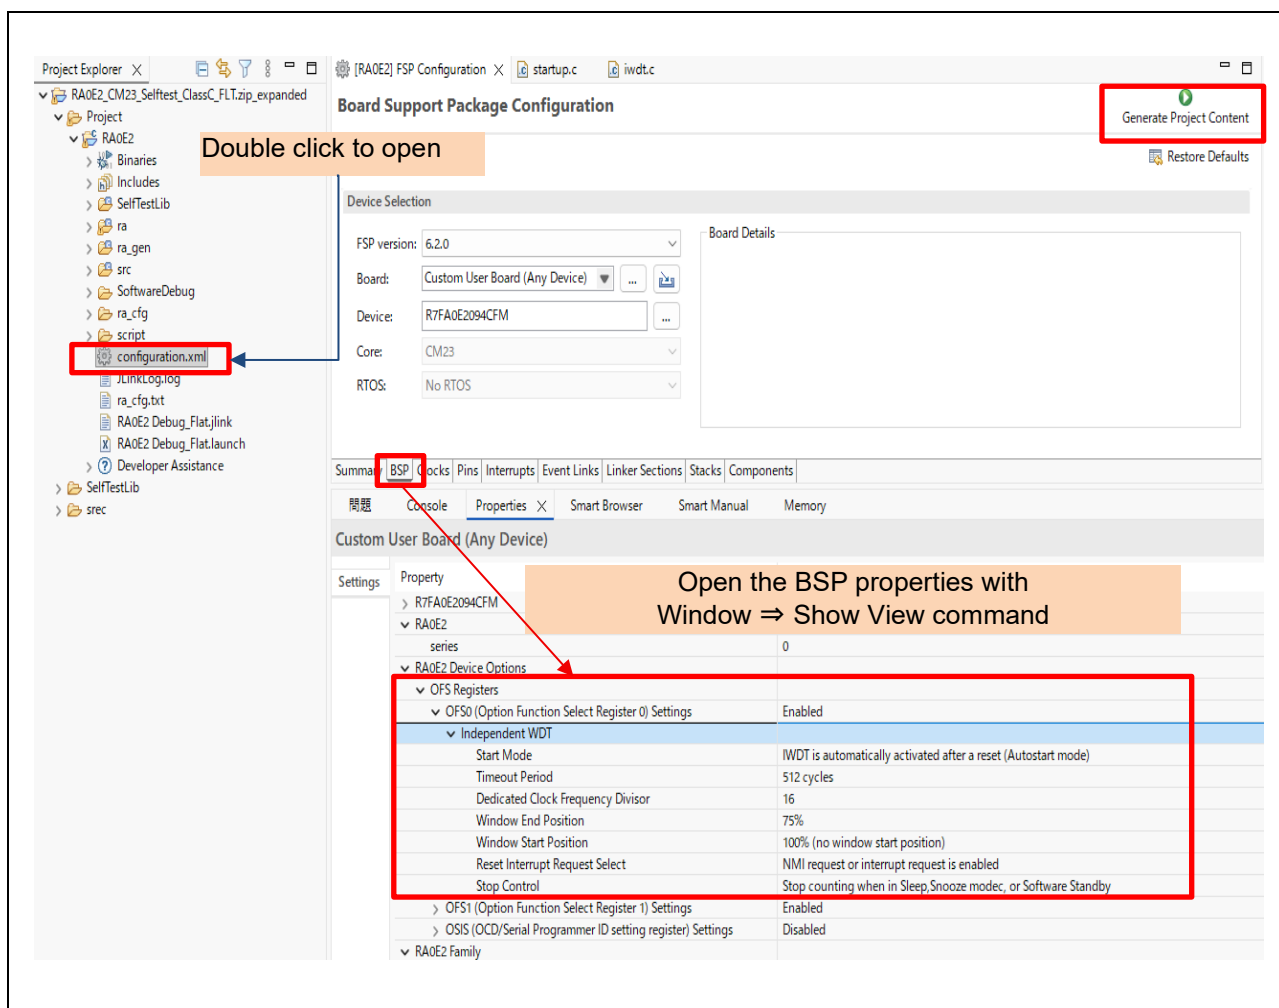 Project Explorer
RA0E2_CM23_Selftest_ClassC_FLT.zip_expanded
Project
RA0E2
Binaries
Includes
SelfTestLib
ra
ra_gen
src
SoftwareDebug
ra_cfg
script
configuration.xml
JLinkLog.log
ra_cfg.txt
RA0E2 Debug_Flat.jlink
RA0E2 Debug_Flat.launch
Developer Assistance
SelfTestLib
srec
Double click to open
[RA0E2] FSP Configuration startup.c iwdt.c
Board Support Package Configuration
Generate Project Content
Restore Defaults
Device Selection
FSP version: 6.2.0
Board: Custom User Board (Any Device) ...
Device: R7FA0E2094CFM ...
Core: CM23
RTOS: No RTOS
Board Details
Summary BSP Clocks Pins Interrupts Event Links Linker Sections Stacks Components
問題 Console Properties Smart Browser Smart Manual Memory
Custom User Board (Any Device)
Settings
Property
Open the BSP properties with
Window ⇒ Show View command
R7FA0E2094CFM
RA0E2
series 0
RA0E2 Device Options
OFS Registers
OFS0 (Option Function Select Register 0) Settings Enabled
Independent WDT
Start Mode IWDT is automatically activated after a reset (Autostart mode)
Timeout Period 512 cycles
Dedicated Clock Frequency Divisor 16
Window End Position 75%
Window Start Position 100% (no window start position)
Reset Interrupt Request Select NMI request or interrupt request is enabled
Stop Control Stop counting when in Sleep,Snooze modec, or Software Standby
OFS1 (Option Function Select Register 1) Settings Enabled
OSIS (OCD/Serial Programmer ID setting register) Settings Disabled
RA0E2 Family